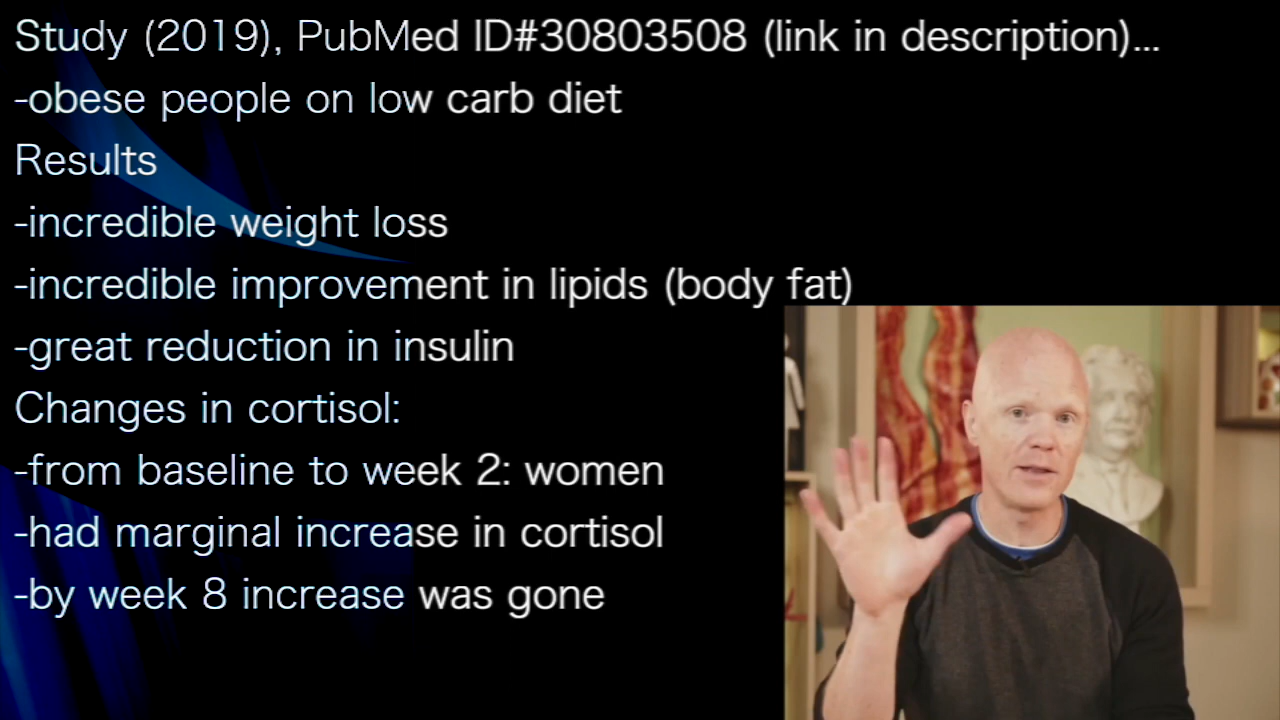 Study (2019), PubMed ID#30803508 (link in description)...
-obese people on low carb diet
Results
-incredible weight loss
-incredible improvement in lipids (body fat)
-great reduction in insulin
Changes in cortisol:
-from baseline to week 2: women
-had marginal increase in cortisol
-by week 8 increase was gone